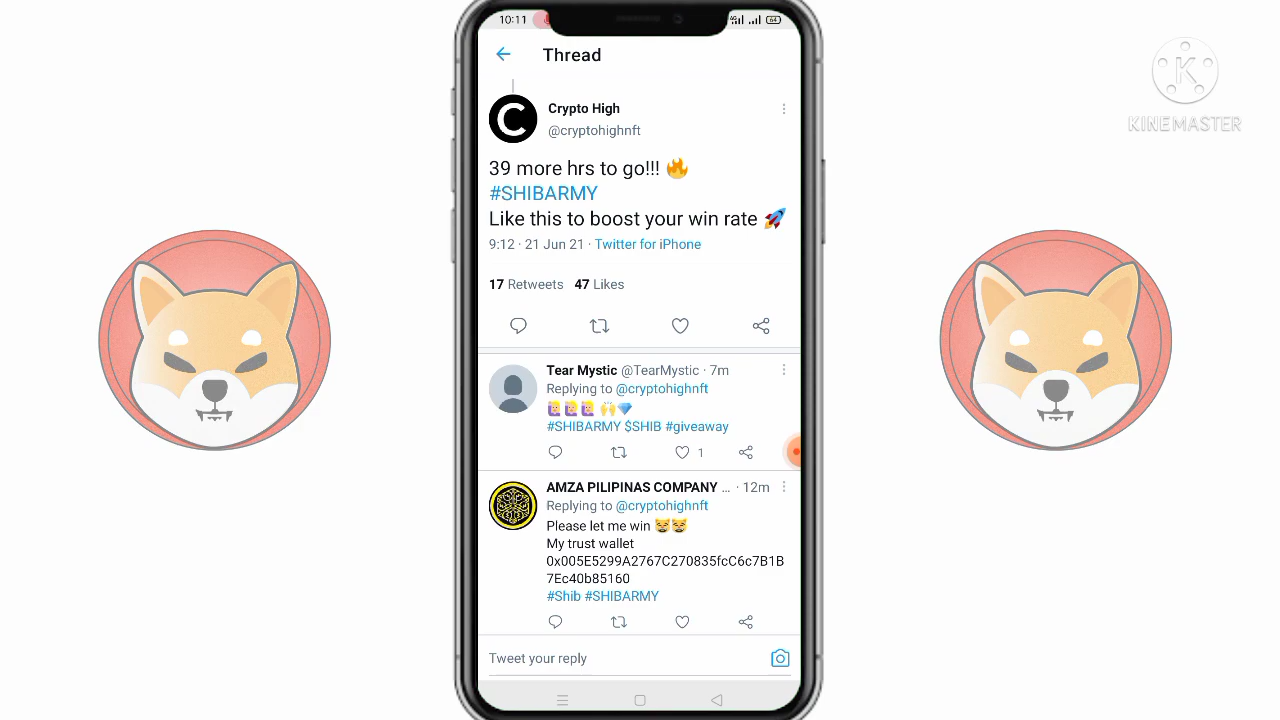 10:11
64
Thread
Crypto High
@cryptohighnft
39 more hrs to go!!! 🔥
#SHIBARMY
Like this to boost your win rate 🚀
9:12 · 21 Jun 21 · Twitter for iPhone
17 Retweets 47 Likes
Tear Mystic @TearMystic · 7m
Replying to @cryptohighnft
#SHIBARMY $SHIB #giveaway
1
AMZA PILIPINAS COMPANY ... · 12m
Replying to @cryptohighnft
Please let me win 😹😹
My trust wallet
0x005E5299A2767C270835fcC6c7B1B
7Ec40b85160
#Shib #SHIBARMY
Tweet your reply
K
KINEMASTER